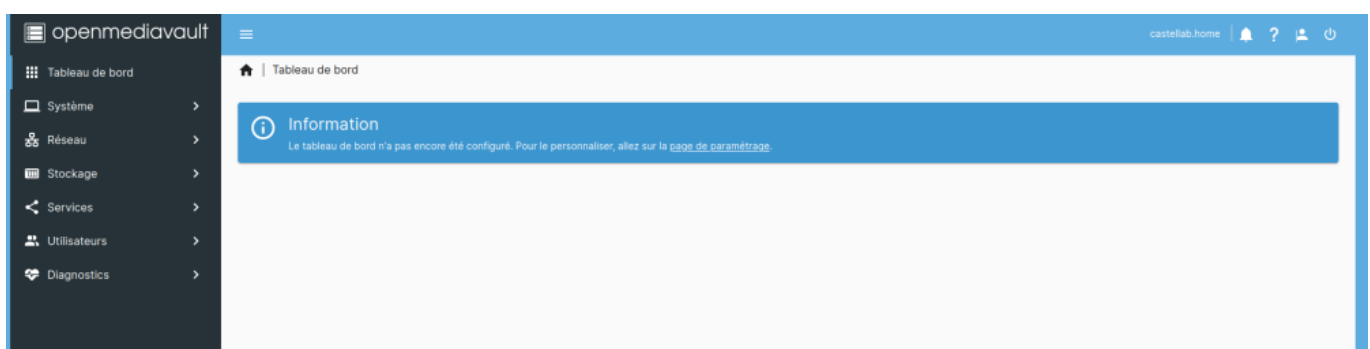 openmediavault
castellab.home
Tableau de bord
Tableau de bord
Système
Réseau
Stockage
Services
Utilisateurs
Diagnostics
Information
Le tableau de bord n'a pas encore été configuré. Pour le personnaliser, allez sur la page de paramétrage.